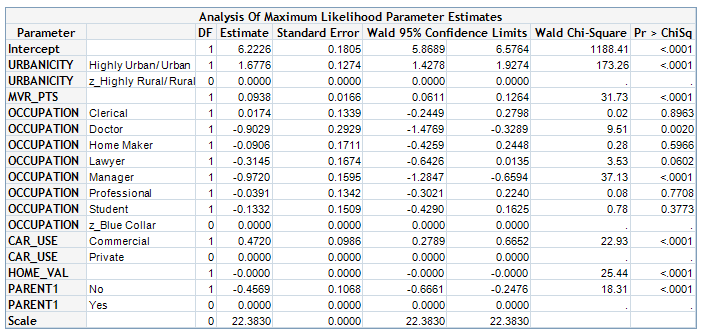 Analysis Of Maximum Likelihood Parameter Estimates
Parameter DF Estimate Standard Error Wald 95% Confidence Limits Wald Chi-Square Pr > ChiSq
Intercept 1 6.2226 0.1805 5.8689 6.5764 1188.41 <.0001
URBANICITY Highly Urban/ Urban 1 1.6776 0.1274 1.4278 1.9274 173.26 <.0001
URBANICITY z_Highly Rural/ Rural 0 0.0000 0.0000 0.0000 0.0000 . .
MVR_PTS 1 0.0938 0.0166 0.0611 0.1264 31.73 <.0001
OCCUPATION Clerical 1 0.0174 0.1339 -0.2449 0.2798 0.02 0.8963
OCCUPATION Doctor 1 -0.9029 0.2929 -1.4769 -0.3289 9.51 0.0020
OCCUPATION Home Maker 1 -0.0906 0.1711 -0.4259 0.2448 0.28 0.5966
OCCUPATION Lawyer 1 -0.3145 0.1674 -0.6426 0.0135 3.53 0.0602
OCCUPATION Manager 1 -0.9720 0.1595 -1.2847 -0.6594 37.13 <.0001
OCCUPATION Professional 1 -0.0391 0.1342 -0.3021 0.2240 0.08 0.7708
OCCUPATION Student 1 -0.1332 0.1509 -0.4290 0.1625 0.78 0.3773
OCCUPATION z_Blue Collar 0 0.0000 0.0000 0.0000 0.0000 . .
CAR_USE Commercial 1 0.4720 0.0986 0.2789 0.6652 22.93 <.0001
CAR_USE Private 0 0.0000 0.0000 0.0000 0.0000 . .
HOME_VAL 1 -0.0000 0.0000 -0.0000 -0.0000 25.44 <.0001
PARENT1 No 1 -0.4569 0.1068 -0.6661 -0.2476 18.31 <.0001
PARENT1 Yes 0 0.0000 0.0000 0.0000 0.0000 . .
Scale 0 22.3830 0.0000 22.3830 22.3830